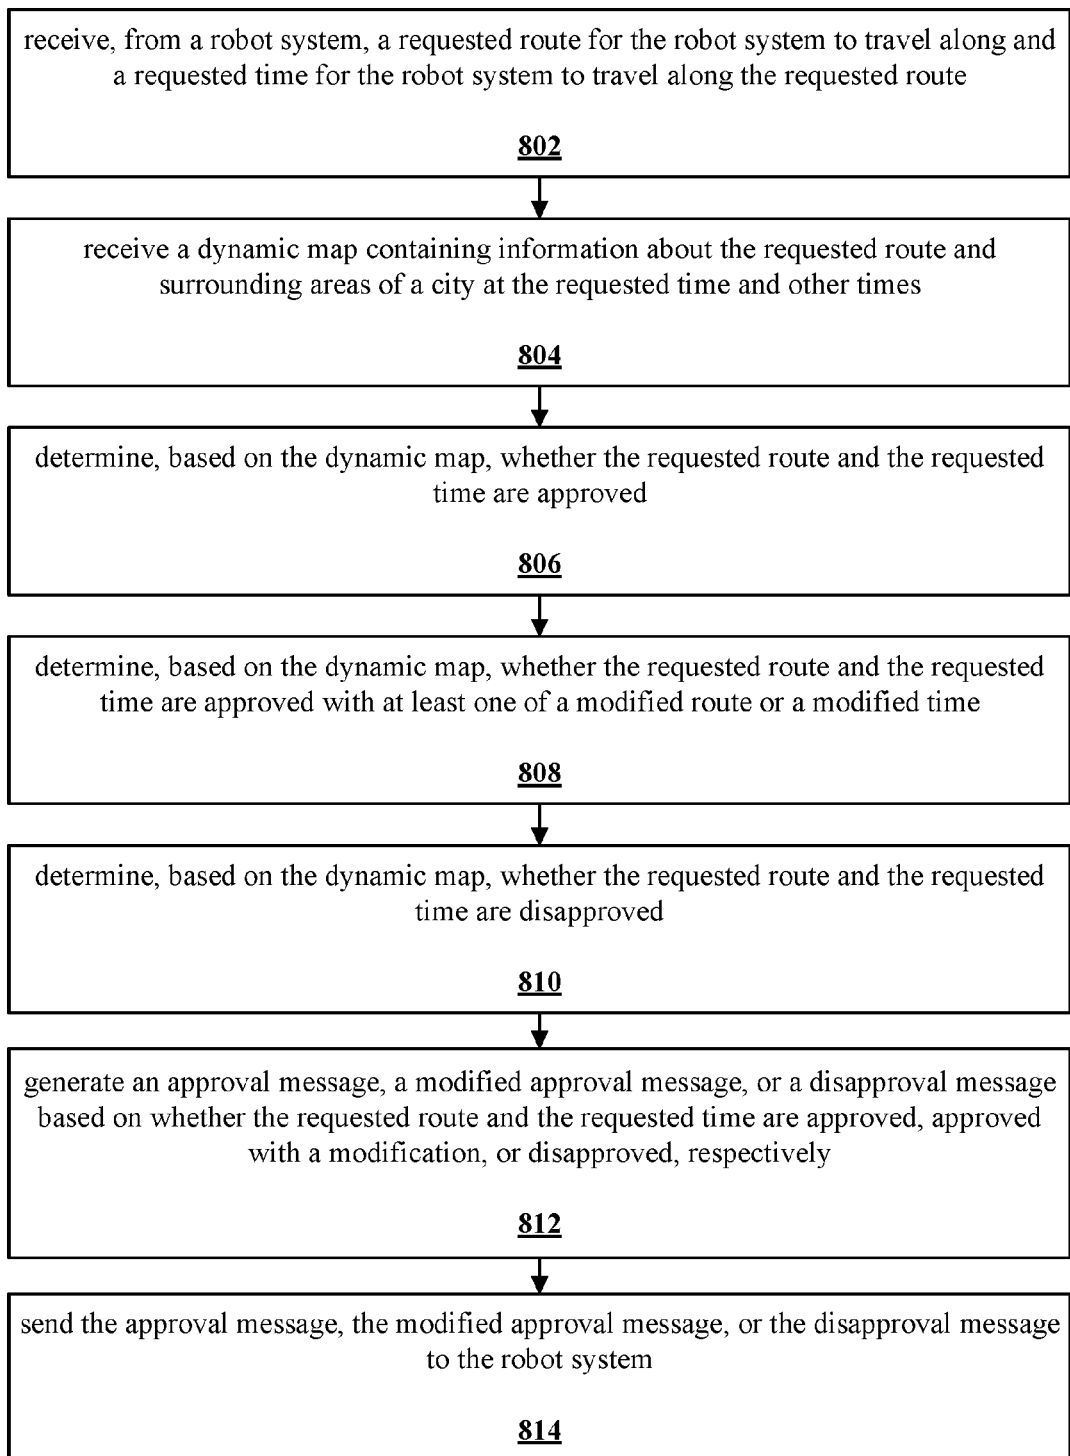 receive, from a robot system, a requested route for the robot system to travel along and
a requested time for the robot system to travel along the requested route
802
receive a dynamic map containing information about the requested route and
surrounding areas of a city at the requested time and other times
804
determine, based on the dynamic map, whether the requested route and the requested
time are approved
806
determine, based on the dynamic map, whether the requested route and the requested
time are approved with at least one of a modified route or a modified time
808
determine, based on the dynamic map, whether the requested route and the requested
time are disapproved
810
generate an approval message, a modified approval message, or a disapproval message
based on whether the requested route and the requested time are approved, approved
with a modification, or disapproved, respectively
812
send the approval message, the modified approval message, or the disapproval message
to the robot system
814